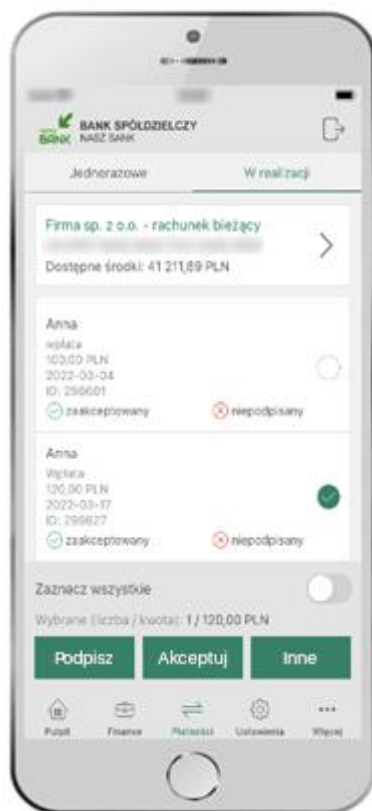 BANK SPÓŁDZIELCZY
BANK NASZ BANK
Jednorazowe W realizacji
Firma sp. z o.o. - rachunek bieżący
Dostępne środki: 41 211,89 PLN
Anna
wpłata
103,00 PLN
2022-03-04
ID: 296601
zaakceptowany niepodpisany
Anna
Wpłata
120,00 PLN
2022-03-17
ID: 296627
zaakceptowany niepodpisany
Zaznacz wszystkie
Wybrane (liczba / kwota): 1 / 120,00 PLN
Podpisz Akceptuj Inne
Pulpit Finanse Płatności Ustawienia Więcej